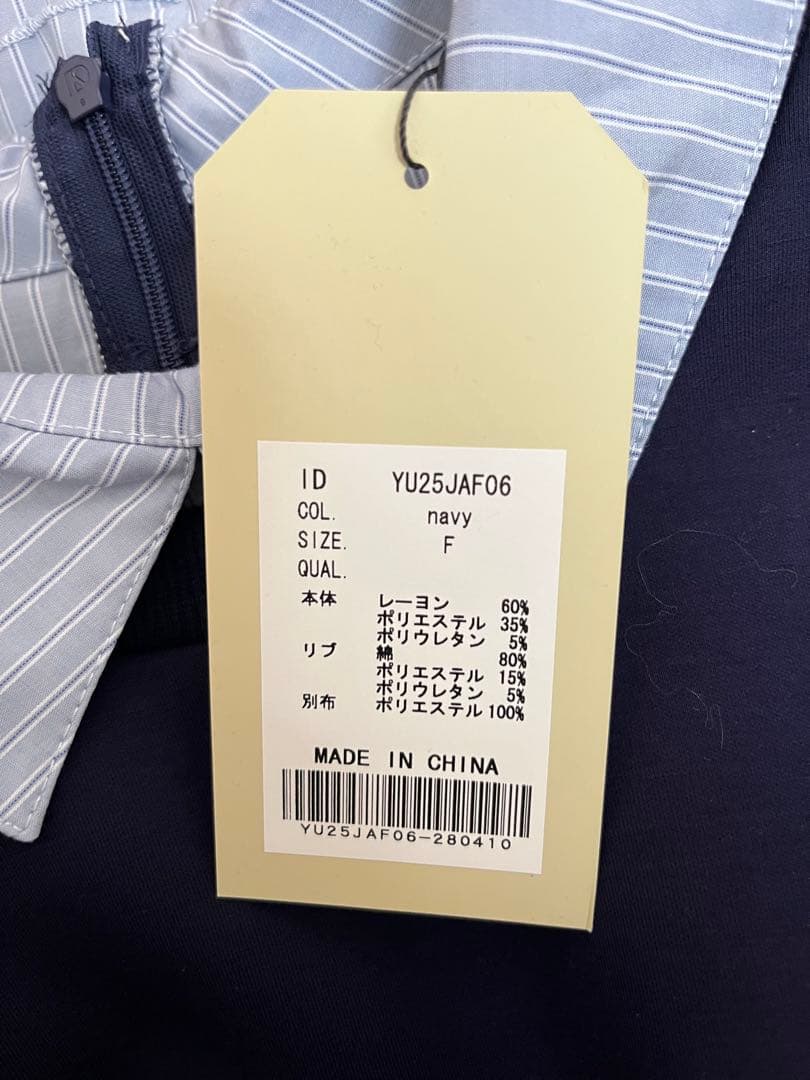 ID YU25JAF06
COL. navy
SIZE. F
QUAL.
本体 レーヨン 60%
ポリエステル 35%
ポリウレタン 5%
リブ 綿 80%
ポリエステル 15%
ポリウレタン 5%
別布 ポリエステル 100%
MADE IN CHINA
YU25JAF06-280410